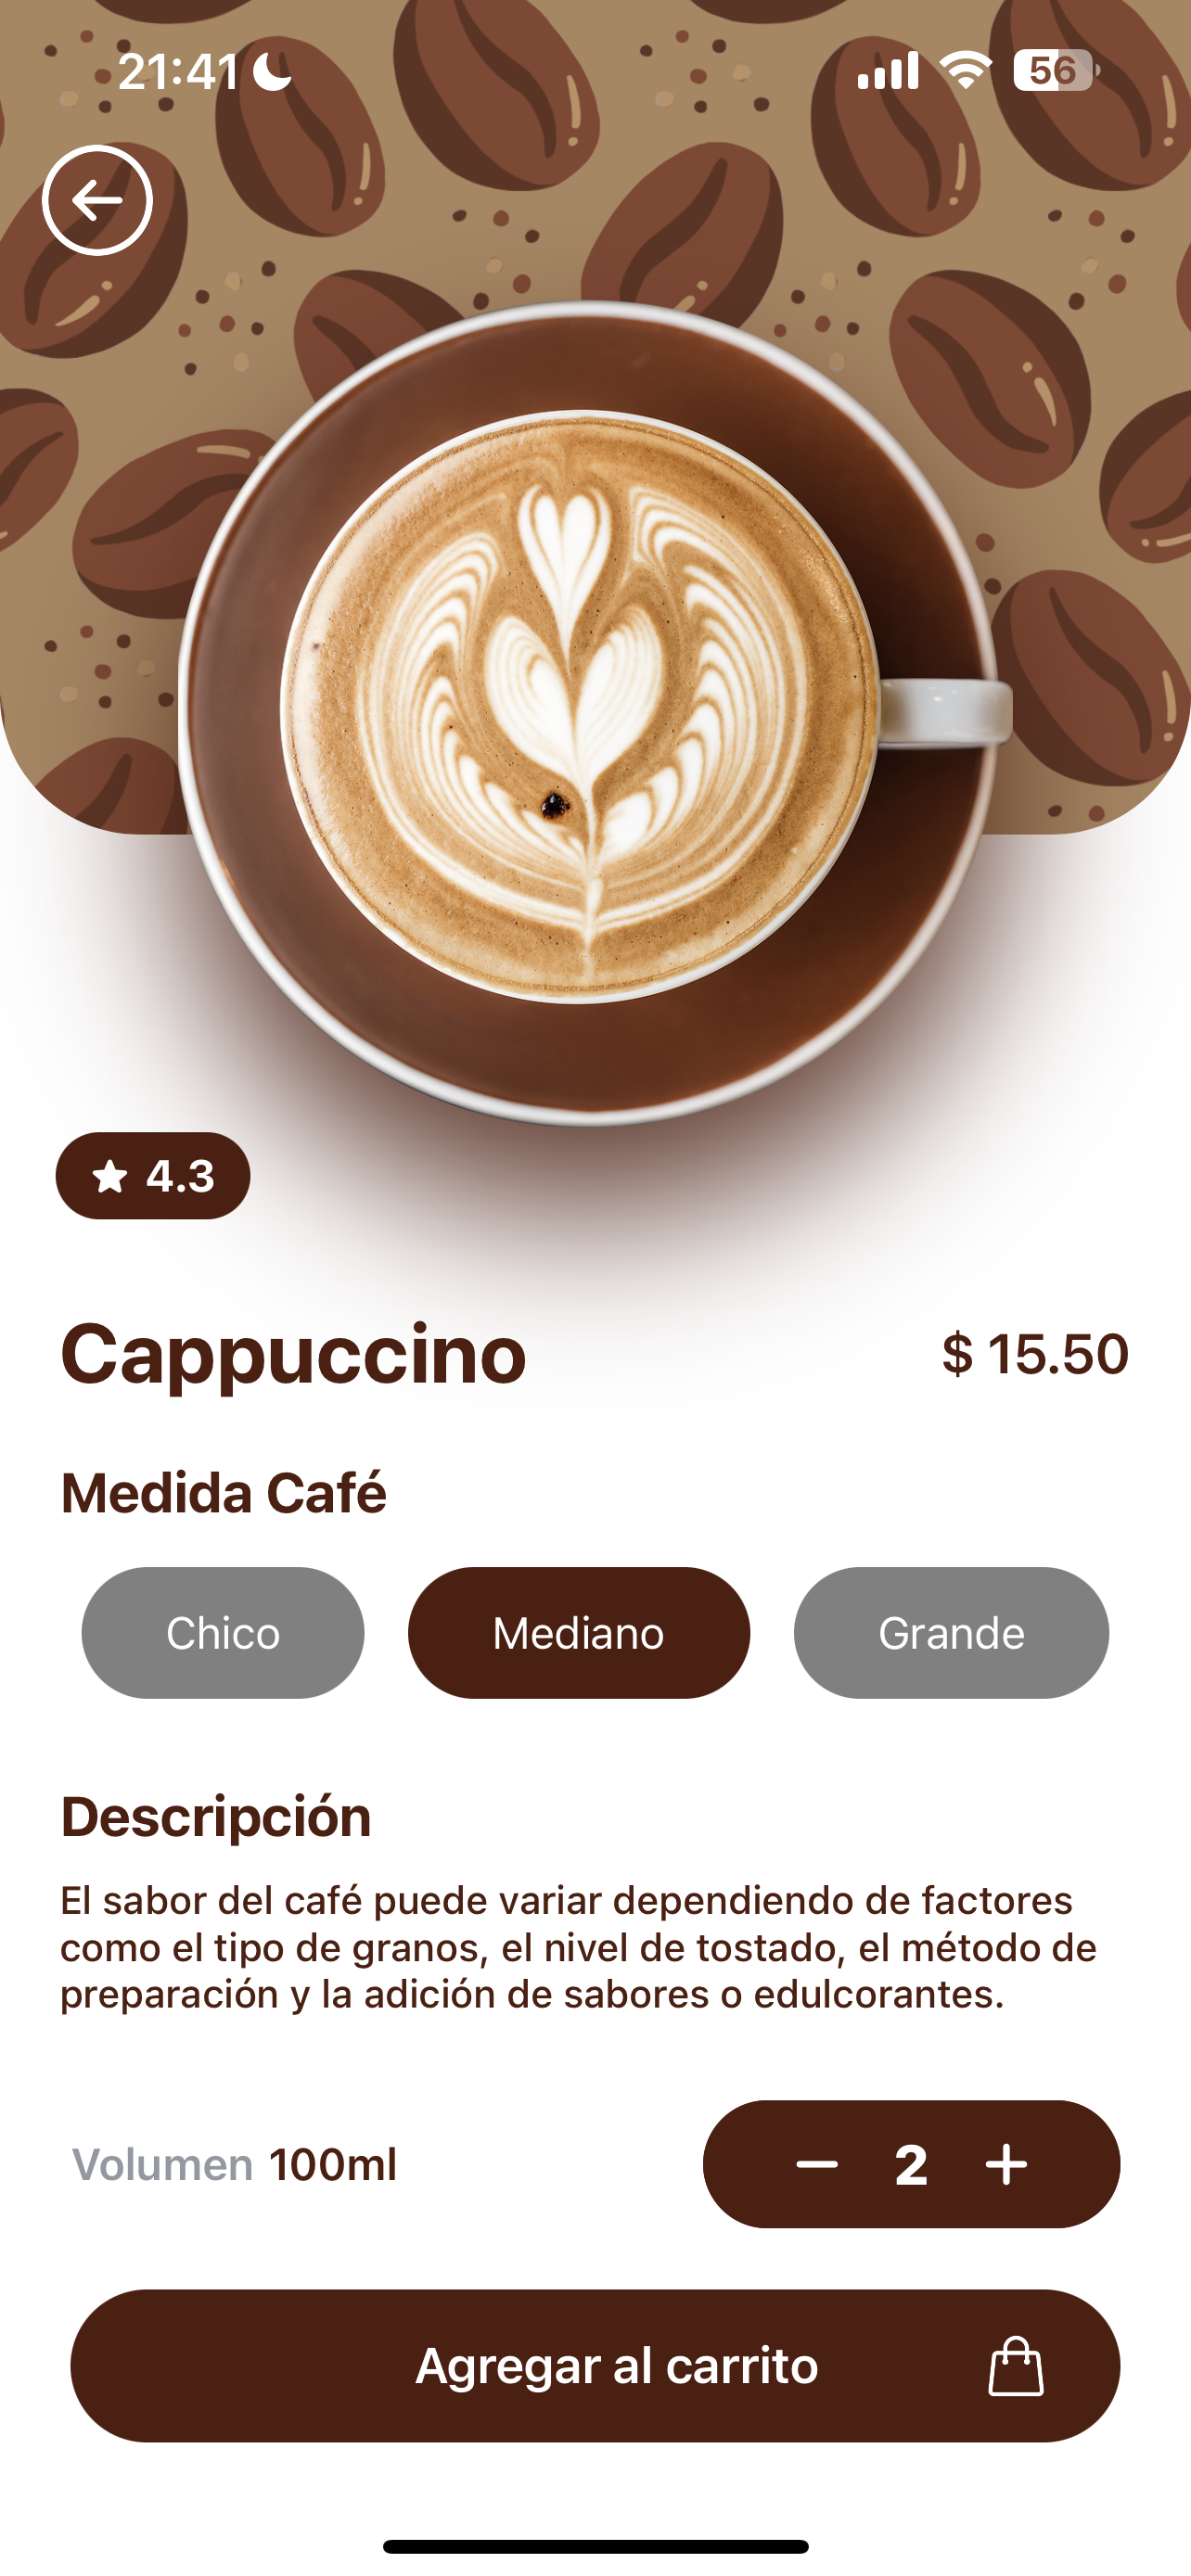 21:41
56
4.3
Cappuccino
$ 15.50
Medida Café
Chico
Mediano
Grande
Descripción
El sabor del café puede variar dependiendo de factores
como el tipo de granos, el nivel de tostado, el método de
preparación y la adición de sabores o edulcorantes.
Volumen 100ml
2
Agregar al carrito